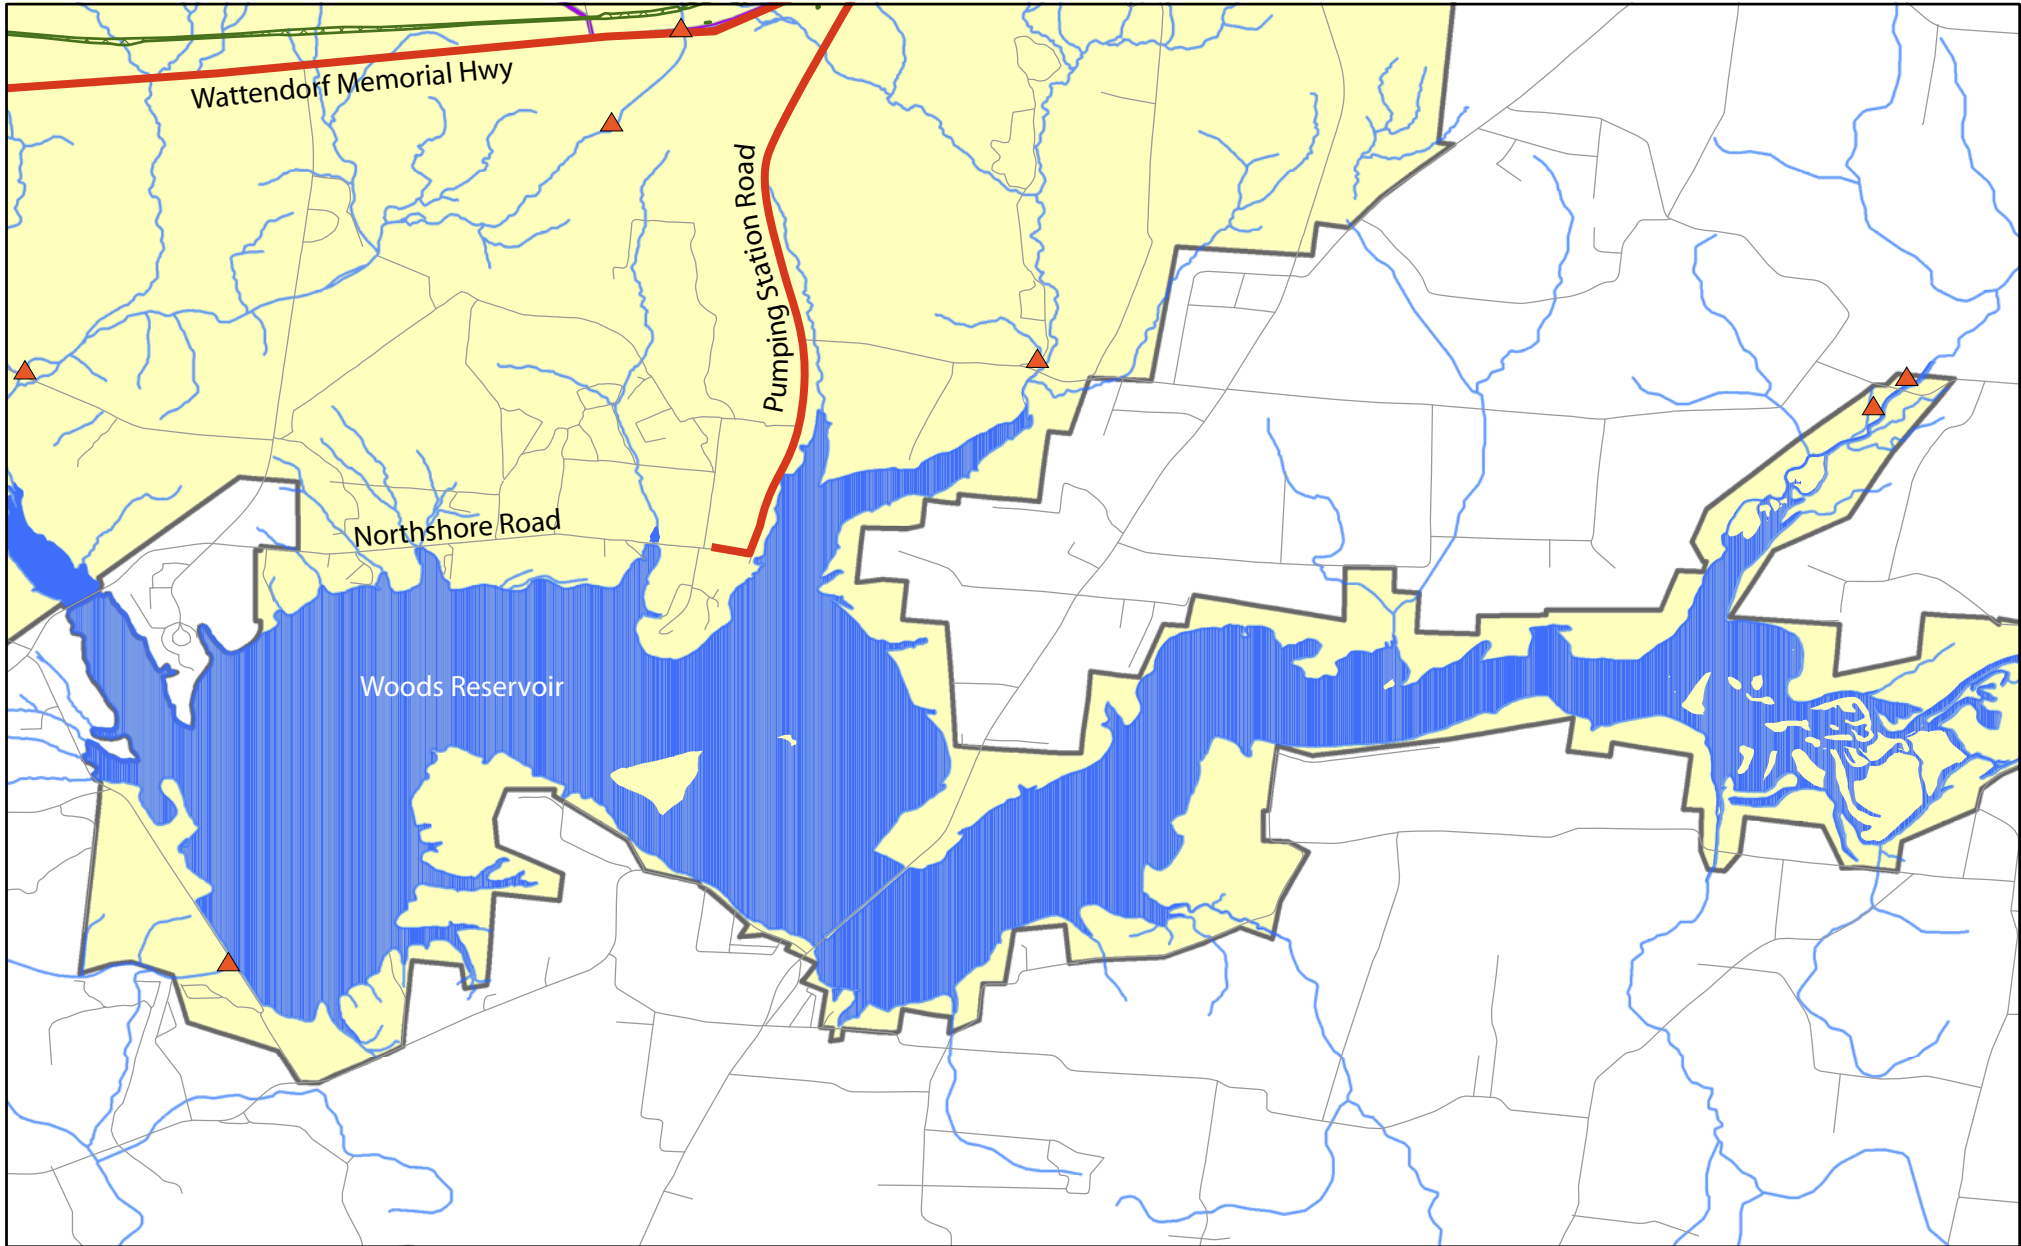 Wattendorf Memorial Hwy
Pumping Station Road
Northshore Road
Woods Reservoir